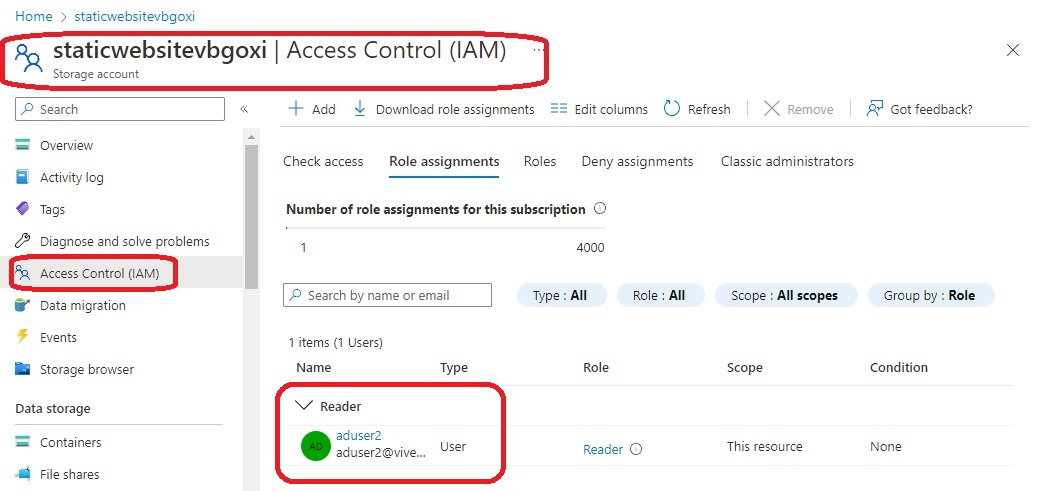 Home > staticwebsitevbgoxi
staticwebsitevbgoxi | Access Control (IAM) ...
Storage account
Search
«
Add
Download role assignments
Edit columns
Refresh
Remove
Got feedback?
Overview
Activity log
Tags
Diagnose and solve problems
Access Control (IAM)
Data migration
Events
Storage browser
Data storage
Containers
File shares
Check access
Role assignments
Roles
Deny assignments
Classic administrators
Number of role assignments for this subscription
1 4000
Search by name or email
Type : All
Role : All
Scope : All scopes
Group by : Role
1 items (1 Users)
Name Type Role Scope Condition
Reader
AD
aduser2
aduser2@vive...
User
Reader
This resource
None